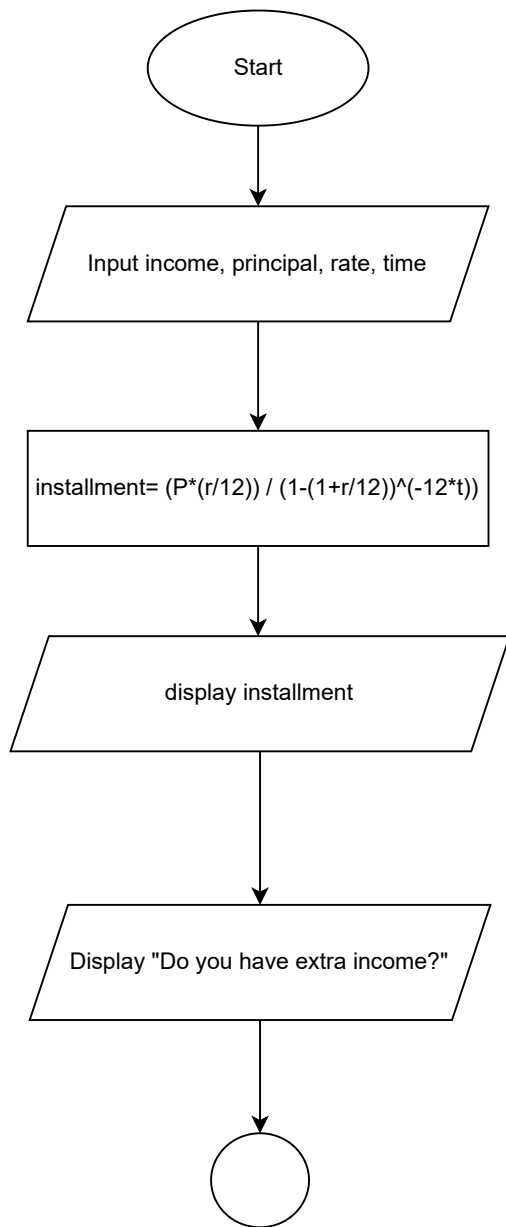 Start
Input income, principal, rate, time
installment= (P*(r/12)) / (1-(1+r/12))^(-12*t))
display installment
Display "Do you have extra income?"